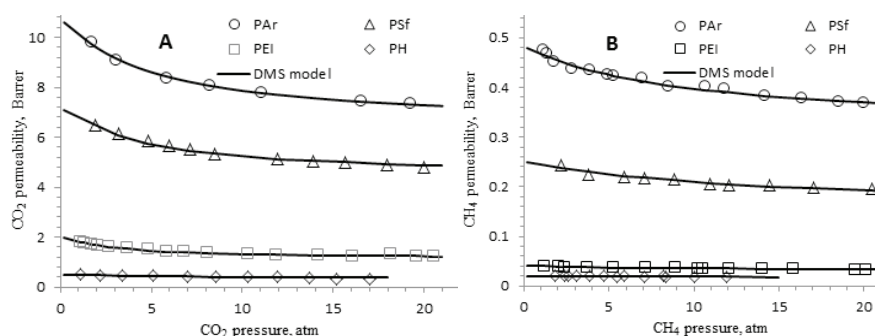 A
PAr
PSf
PEI
PH
DMS model
CO2 permeability, Barrer
10
8
6
4
2
0
0
5
10
15
20
CO2 pressure, atm
B
PAr
PSf
PEI
PH
DMS model
CH4 permeability, Barrer
0.5
0.4
0.3
0.2
0.1
0
0
5
10
15
20
CH4 pressure, atm